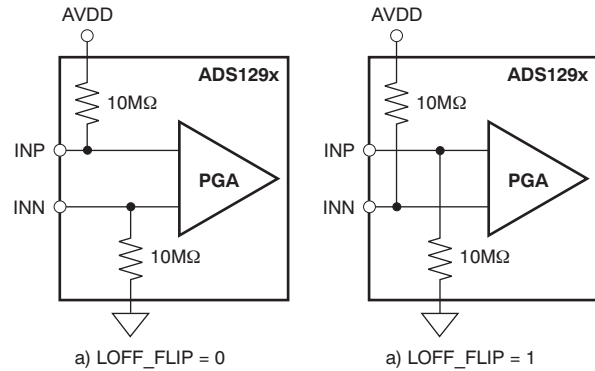 AVDD
ADS129x
10MΩ
INP
INN
PGA
10MΩ
a) LOFF_FLIP = 0
AVDD
ADS129x
10MΩ
INP
INN
PGA
10MΩ
a) LOFF_FLIP = 1